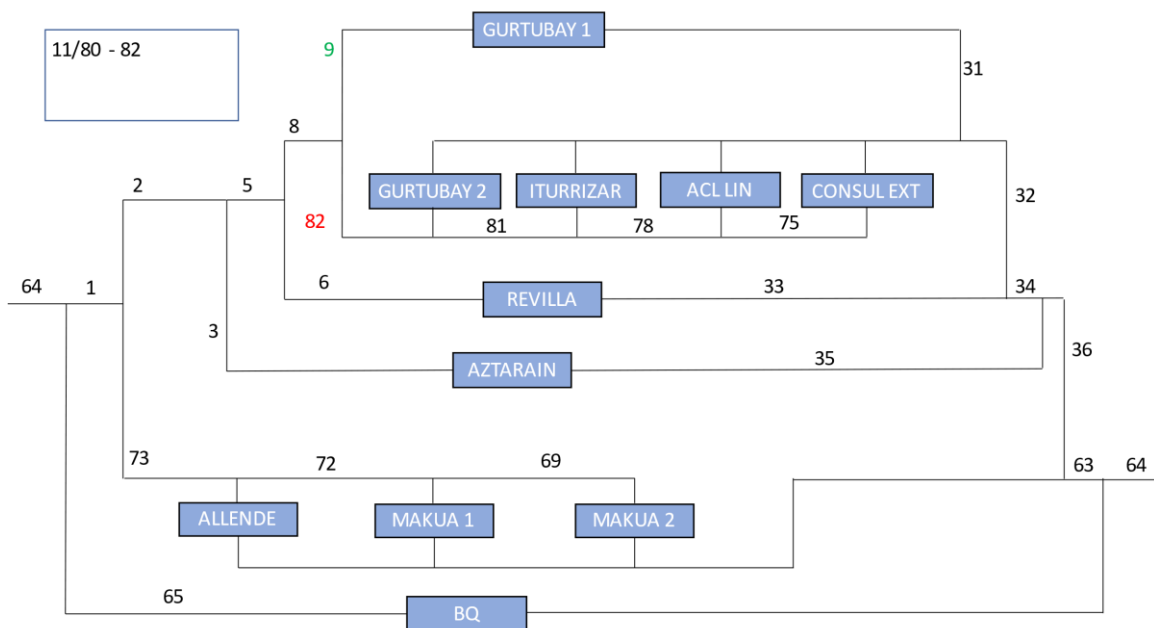 11/80 - 82
GURTUBAY 1
9
31
8
2
5
GURTUBAY 2
ITURRIZAR
ACL LIN
CONSUL EXT
82
81
78
75
32
64
1
6
REVILLA
33
34
3
AZTARAIN
35
36
73
72
69
63
64
ALLENDE
MAKUA 1
MAKUA 2
65
BQ